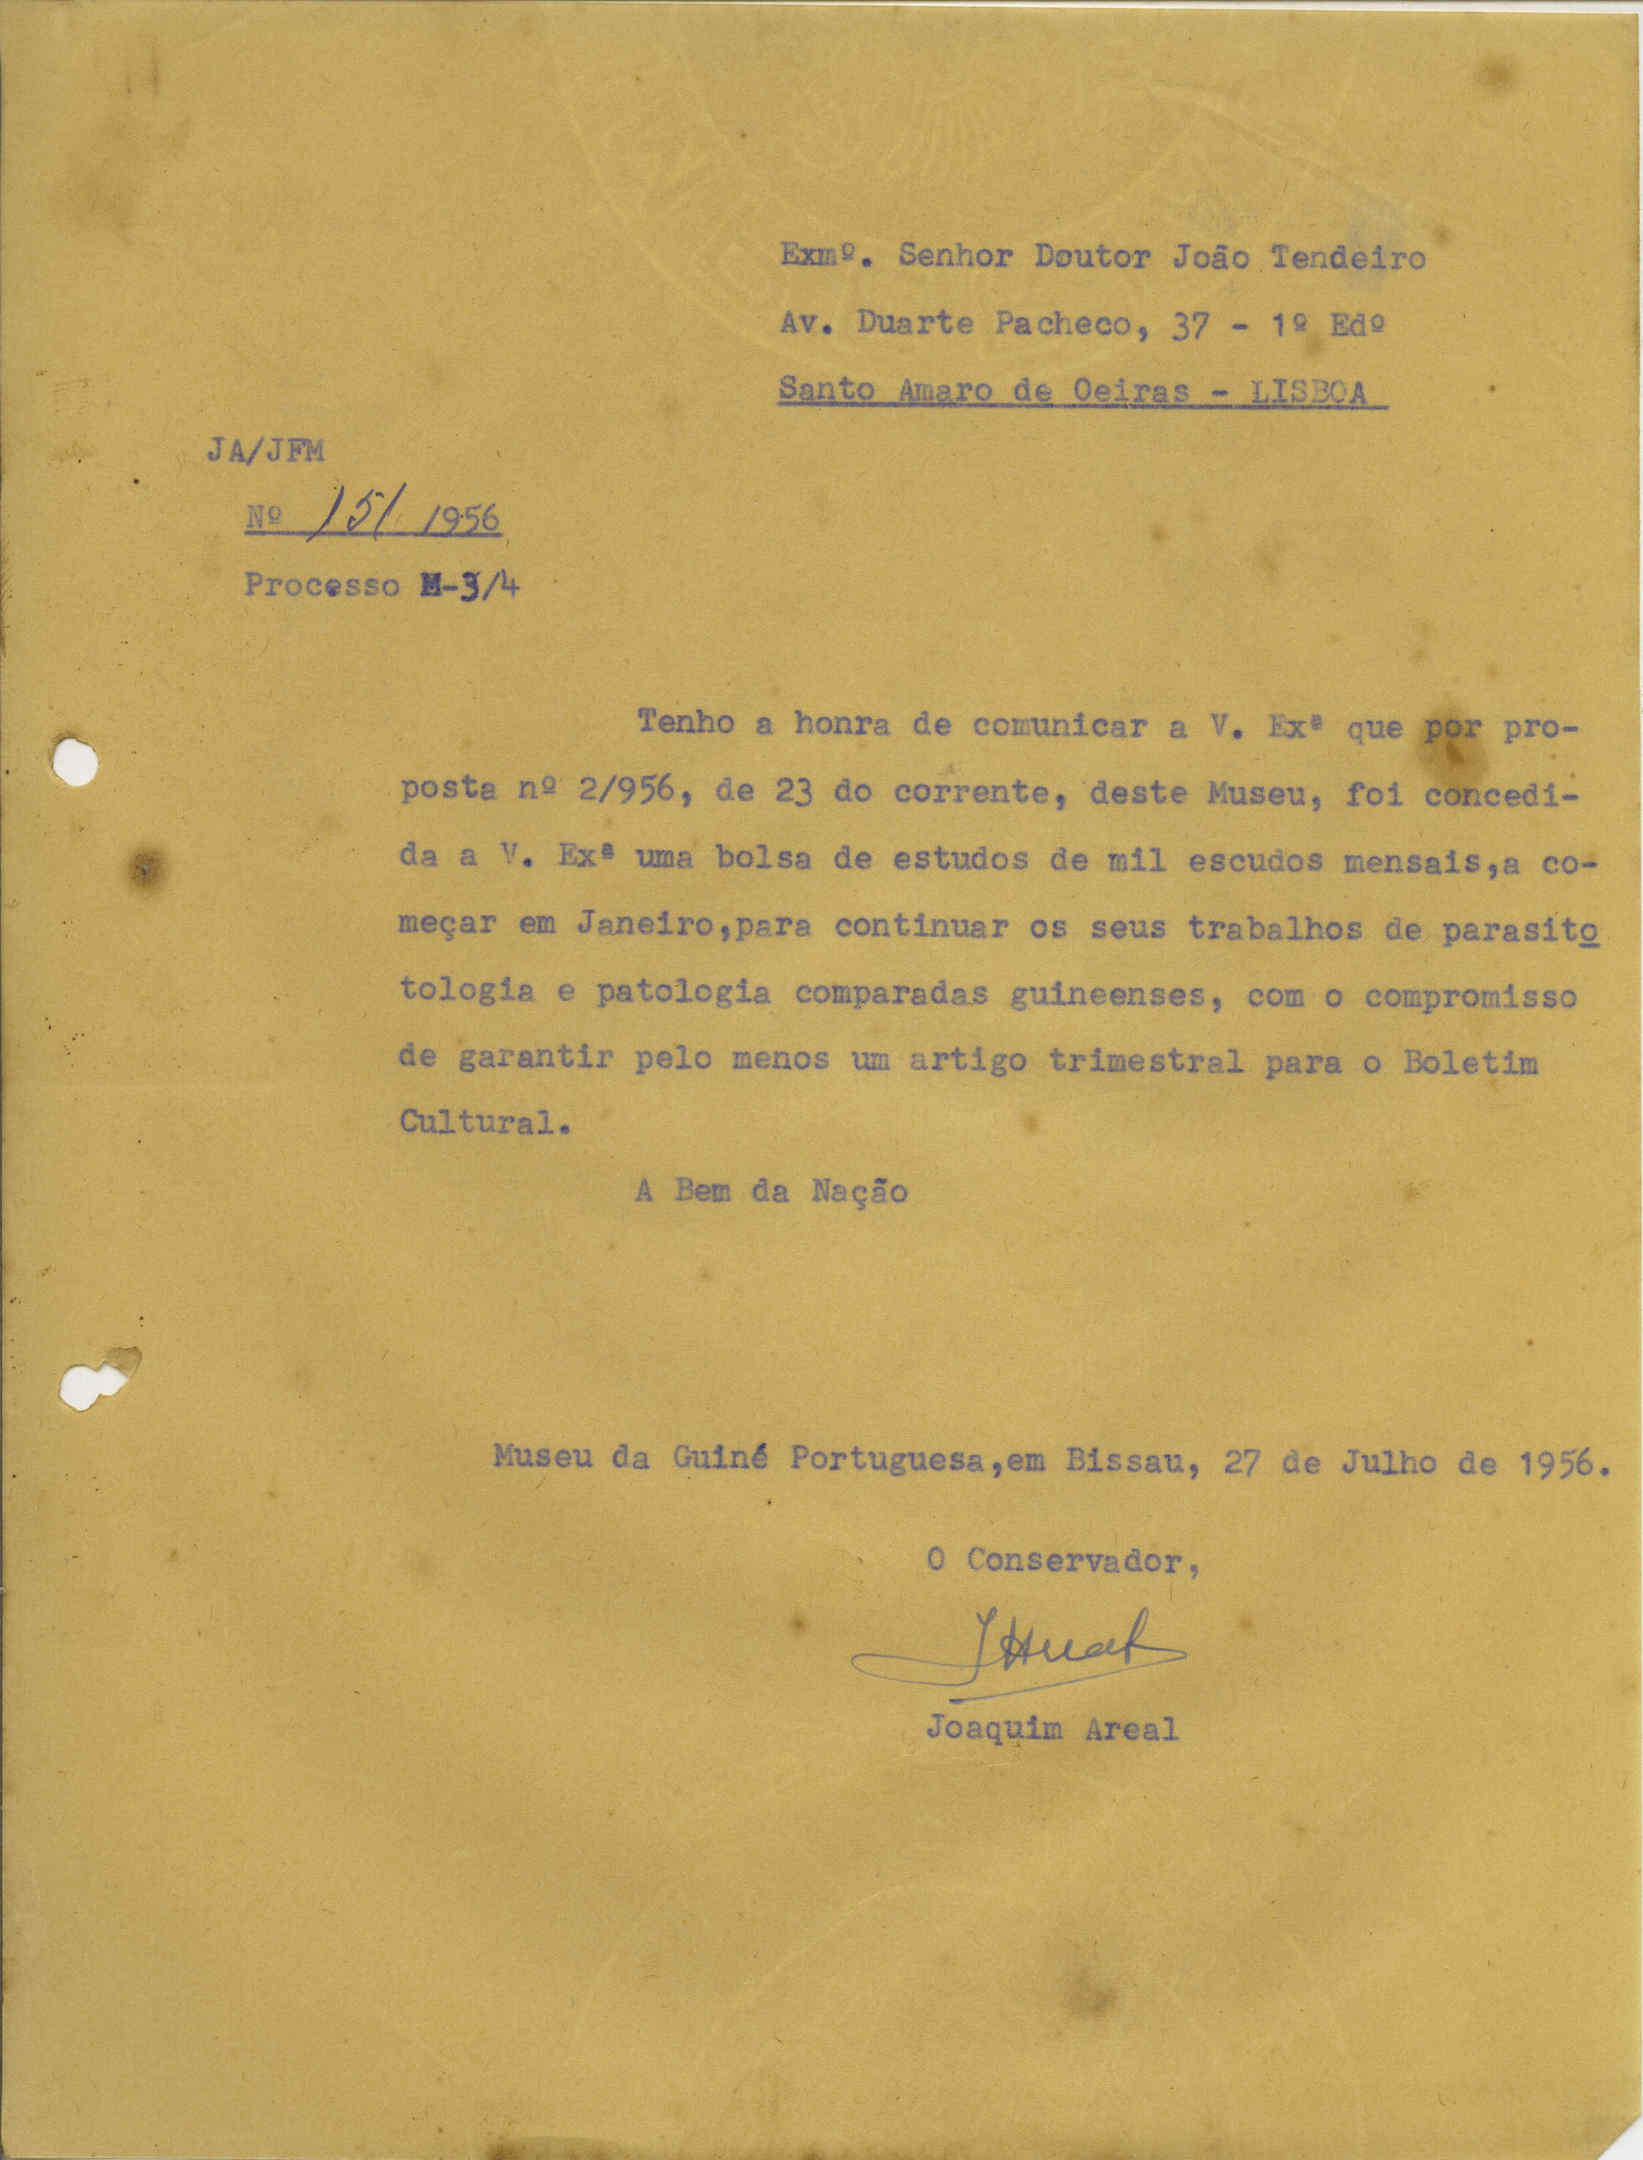 Exmº. Senhor Doutor João Tendeiro
Av. Duarte Pacheco, 37 - 1º Edº
Santo Amaro de Oeiras - LISBOA
JA/JFM
Nº 151 /956
Processo M-3/4
Tenho a honra de comunicar a V. Exª que por pro-
posta nº 2/956, de 23 do corrente, deste Museu, foi concedi-
da a V. Exª uma bolsa de estudos de mil escudos mensais,a co-
meçar em Janeiro,para continuar os seus trabalhos de parasito
tologia e patologia comparadas guineenses, com o compromisso
de garantir pelo menos um artigo trimestral para o Boletim
Cultural.
A Bem da Nação
Museu da Guiné Portuguesa,em Bissau, 27 de Julho de 1956.
O Conservador,
Joaquim Areal